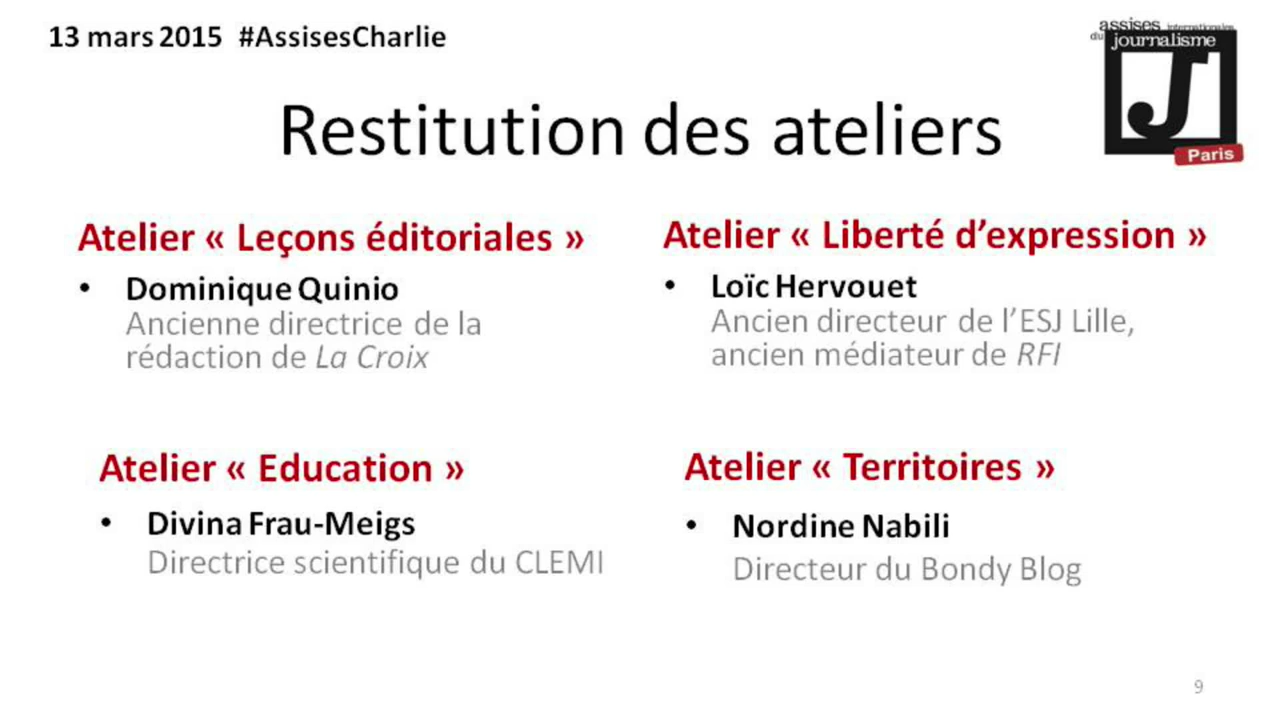 13 mars 2015 #AssisesCharlie
assises internationales
du journalisme
J
Paris
Restitution des ateliers
Atelier « Leçons éditoriales »
• Dominique Quinio
Ancienne directrice de la
rédaction de La Croix
Atelier « Liberté d’expression »
• Loïc Hervouet
Ancien directeur de l’ESJ Lille,
ancien médiateur de RFI
Atelier « Education »
• Divina Frau-Meigs
Directrice scientifique du CLEMI
Atelier « Territoires »
• Nordine Nabili
Directeur du Bondy Blog
9